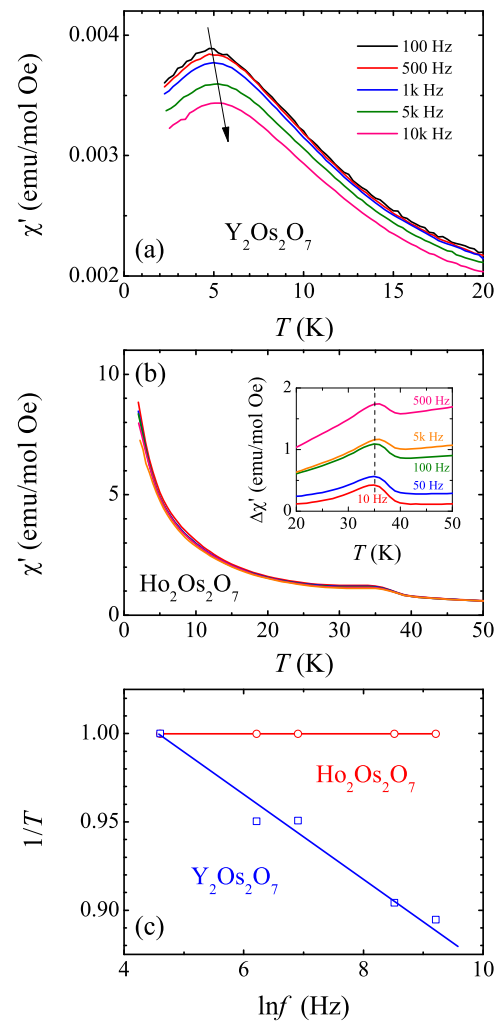 0.004
0.003
0.002
χ' (emu/mol Oe)
100 Hz
500 Hz
1k Hz
5k Hz
10k Hz
(a)
Y₂Os₂O₇
0 5 10 15 20
T (K)
(b)
10
5
0
χ' (emu/mol Oe)
2
1
0
Δχ' (emu/mol Oe)
500 Hz
5k Hz
100 Hz
50 Hz
10 Hz
20 30 40 50
T (K)
Ho₂Os₂O₇
0 10 20 30 40 50
T (K)
1.00
0.95
0.90
1/T
Ho₂Os₂O₇
Y₂Os₂O₇
(c)
4 6 8 10
lnf (Hz)